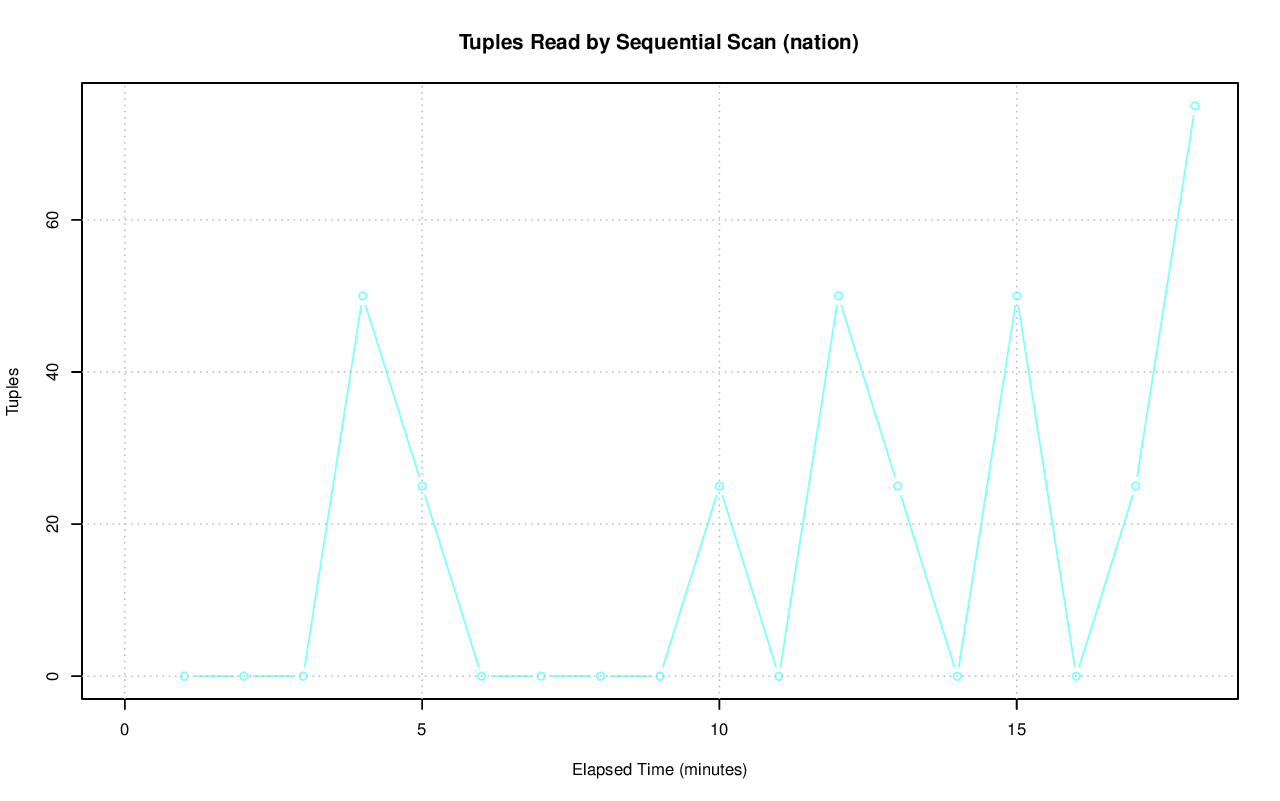 Tuples Read by Sequential Scan (nation)
Tuples
60
40
20
0
0 5 10 15
Elapsed Time (minutes)